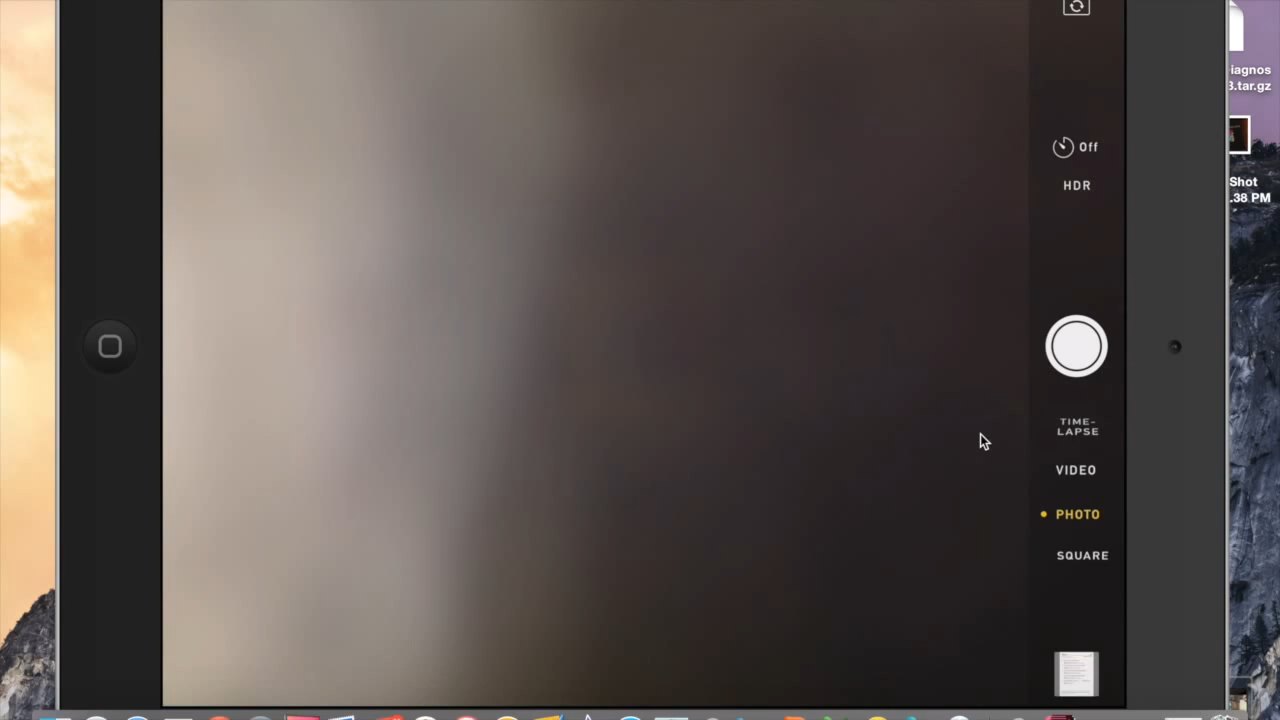 iagnos
.tar.gz
Off
HDR
Shot
.38 PM
TIME-
LAPSE
VIDEO
PHOTO
SQUARE